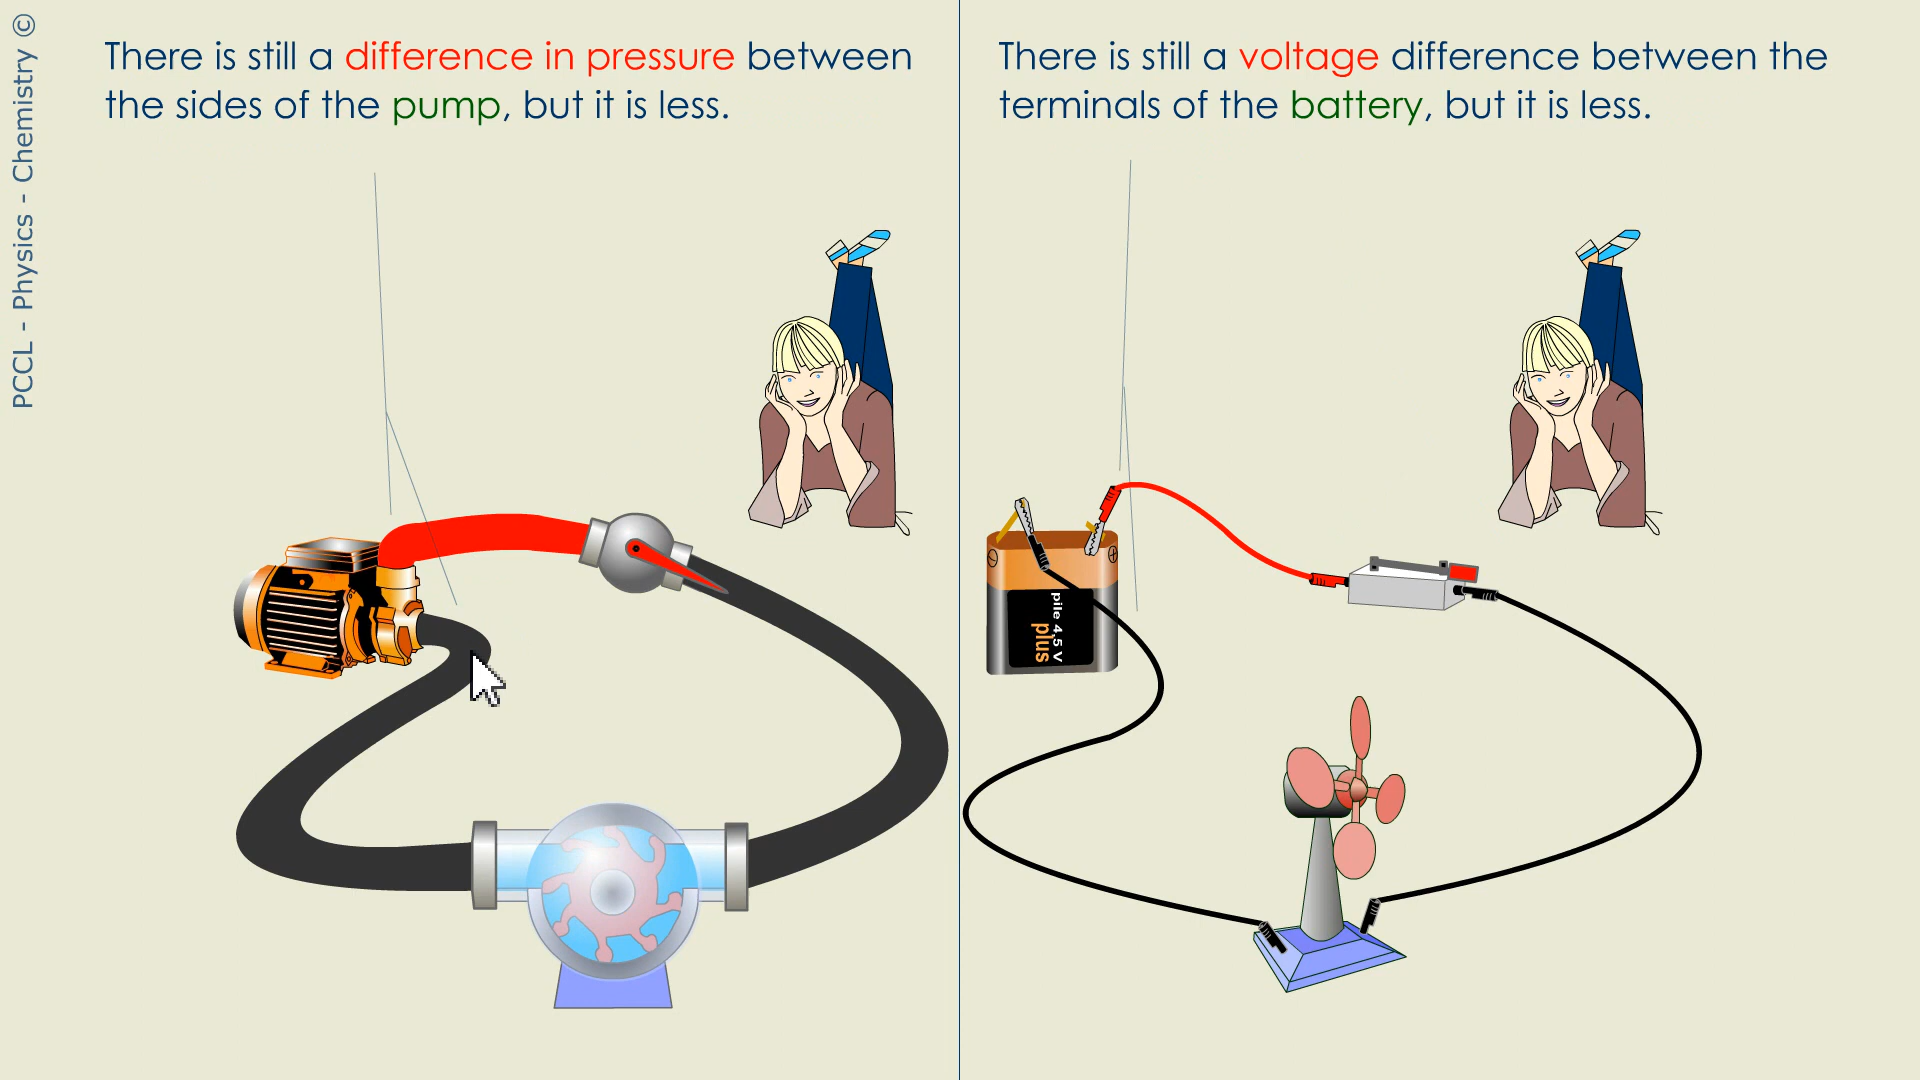 PCCL - Physics - Chemistry ©
There is still a difference in pressure between
the sides of the pump, but it is less.
There is still a voltage difference between the
terminals of the battery, but it is less.
- +
pile 4,5 V
plus